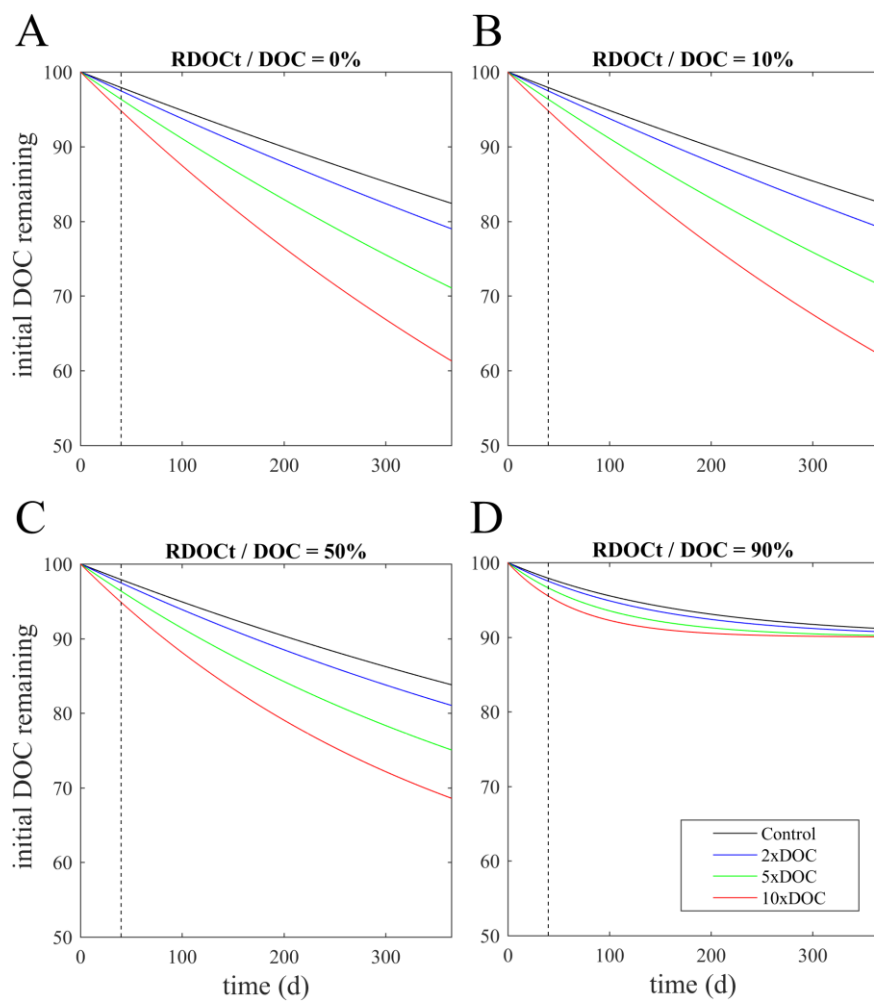 A
RDOCt / DOC = 0%
initial DOC remaining
100
90
80
70
60
50
0
100
200
300
B
RDOCt / DOC = 10%
100
90
80
70
60
50
0
100
200
300
C
RDOCt / DOC = 50%
initial DOC remaining
100
90
80
70
60
50
0
100
200
300
time (d)
D
RDOCt / DOC = 90%
100
90
80
70
60
50
Control
2xDOC
5xDOC
10xDOC
0
100
200
300
time (d)